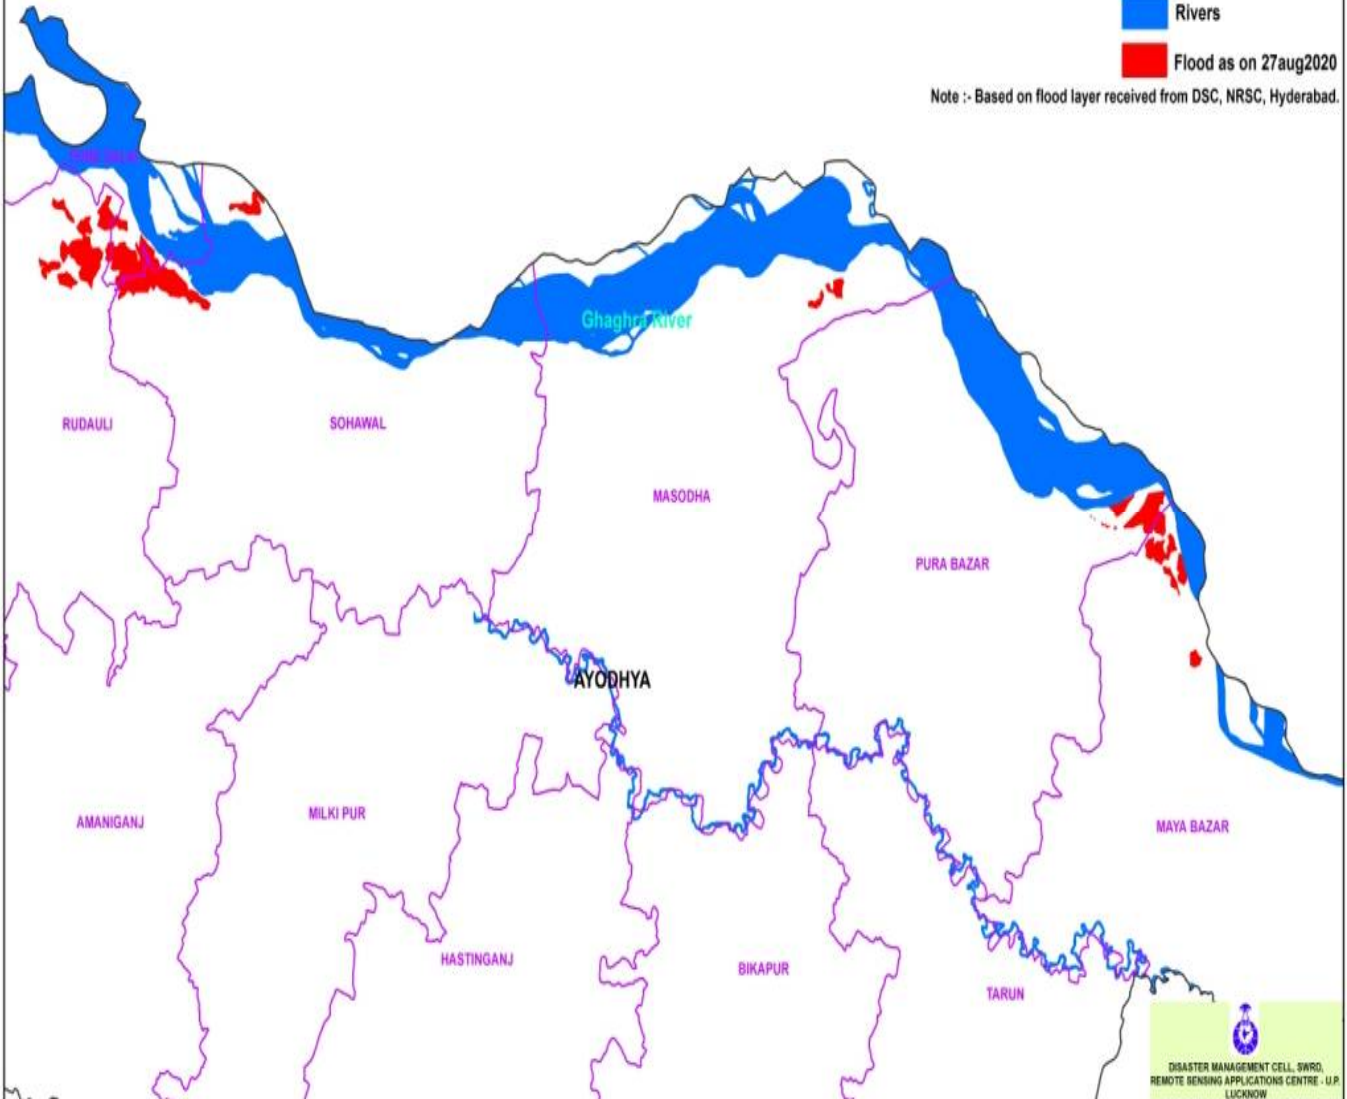 Rivers
Flood as on 27aug2020
Note :- Based on flood layer received from DSC, NRSC, Hyderabad.
Ghaghra River
RUDAULI
SOHAWAL
MASODHA
PURA BAZAR
AYODHYA
AMANIGANJ
MILKI PUR
MAYA BAZAR
HASTINGANJ
BIKAPUR
TARUN
DISASTER MANAGEMENT CELL, SWRD,
REMOTE SENSING APPLICATIONS CENTRE - U.P.
LUCKNOW